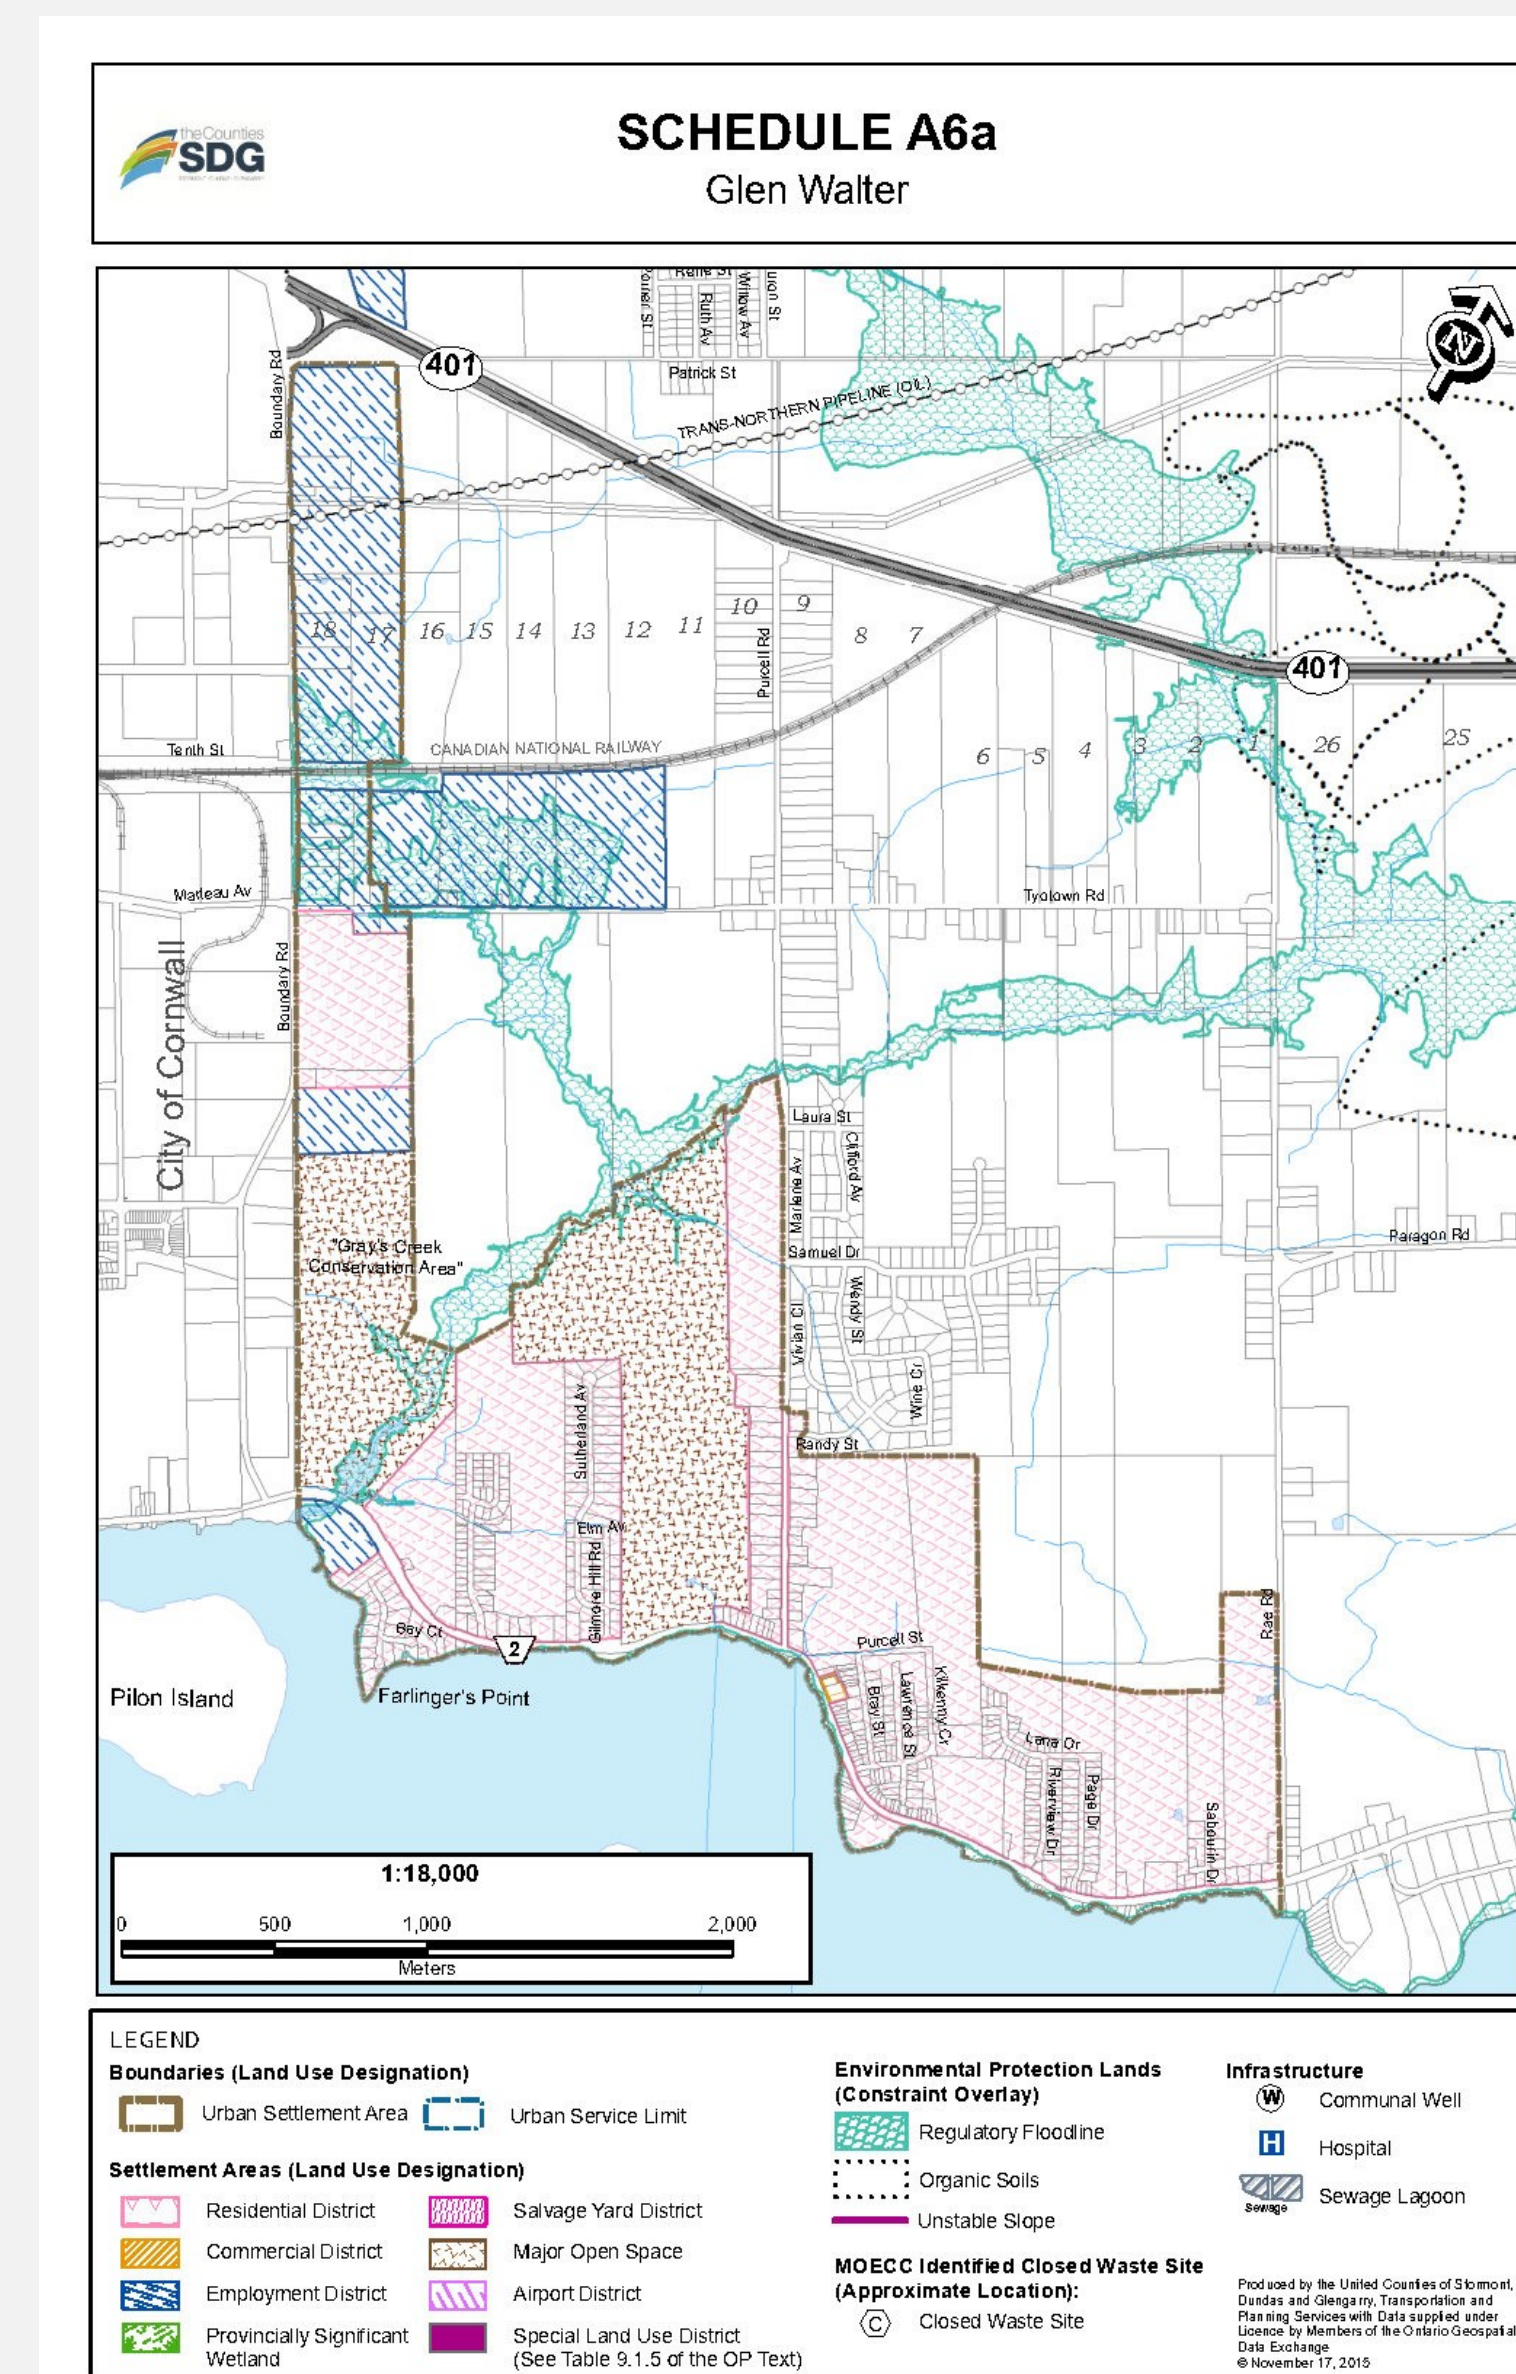 the Counties
SDG
SCHEDULE A6a
Glen Walter
Ruth Av
Willow Av
Patrick St
401
Boundary Rd
TRANS-NORTHERN PIPELINE (OIL)
N
18
17
16
15
14
13
12
11
10
9
8
7
Purcell Rd
401
Tenth St
CANADIAN NATIONAL RAILWAY
6
5
4
3
2
1
26
25
Marleau Av
Tyotown Rd
Boundary Rd
City of Cornwall
Laura St
Clifford Av
Marlene Av
Samuel Dr
Paragon Rd
"Gray's Creek
Conservation Area"
Vivian Cl
Wendy St
Wine Cr
Sutherland Av
Randy St
Elm Av
Gilmore Hill Rd
Rae Rd
Bay Ct
2
Purcell St
Pilon Island
Farlinger's Point
Bray St
Lawrence St
Kilkenny Cr
Lana Dr
Riverview Dr
Page Dr
Sabourin Dr
1:18,000
0
500
1,000
2,000
Meters
LEGEND
Boundaries (Land Use Designation)
Urban Settlement Area
Urban Service Limit
Settlement Areas (Land Use Designation)
Residential District
Salvage Yard District
Commercial District
Major Open Space
Employment District
Airport District
Provincially Significant
Wetland
Special Land Use District
(See Table 9.1.5 of the OP Text)
Environmental Protection Lands
(Constraint Overlay)
Regulatory Floodline
Organic Soils
Unstable Slope
MOECC Identified Closed Waste Site
(Approximate Location):
C
Closed Waste Site
Infrastructure
W
Communal Well
H
Hospital
Sewage
Sewage Lagoon
Produced by the United Counties of Stormont,
Dundas and Glengarry, Transportation and
Planning Services with Data supplied under
Licence by Members of the Ontario Geospatial
Data Exchange
© November 17, 2015